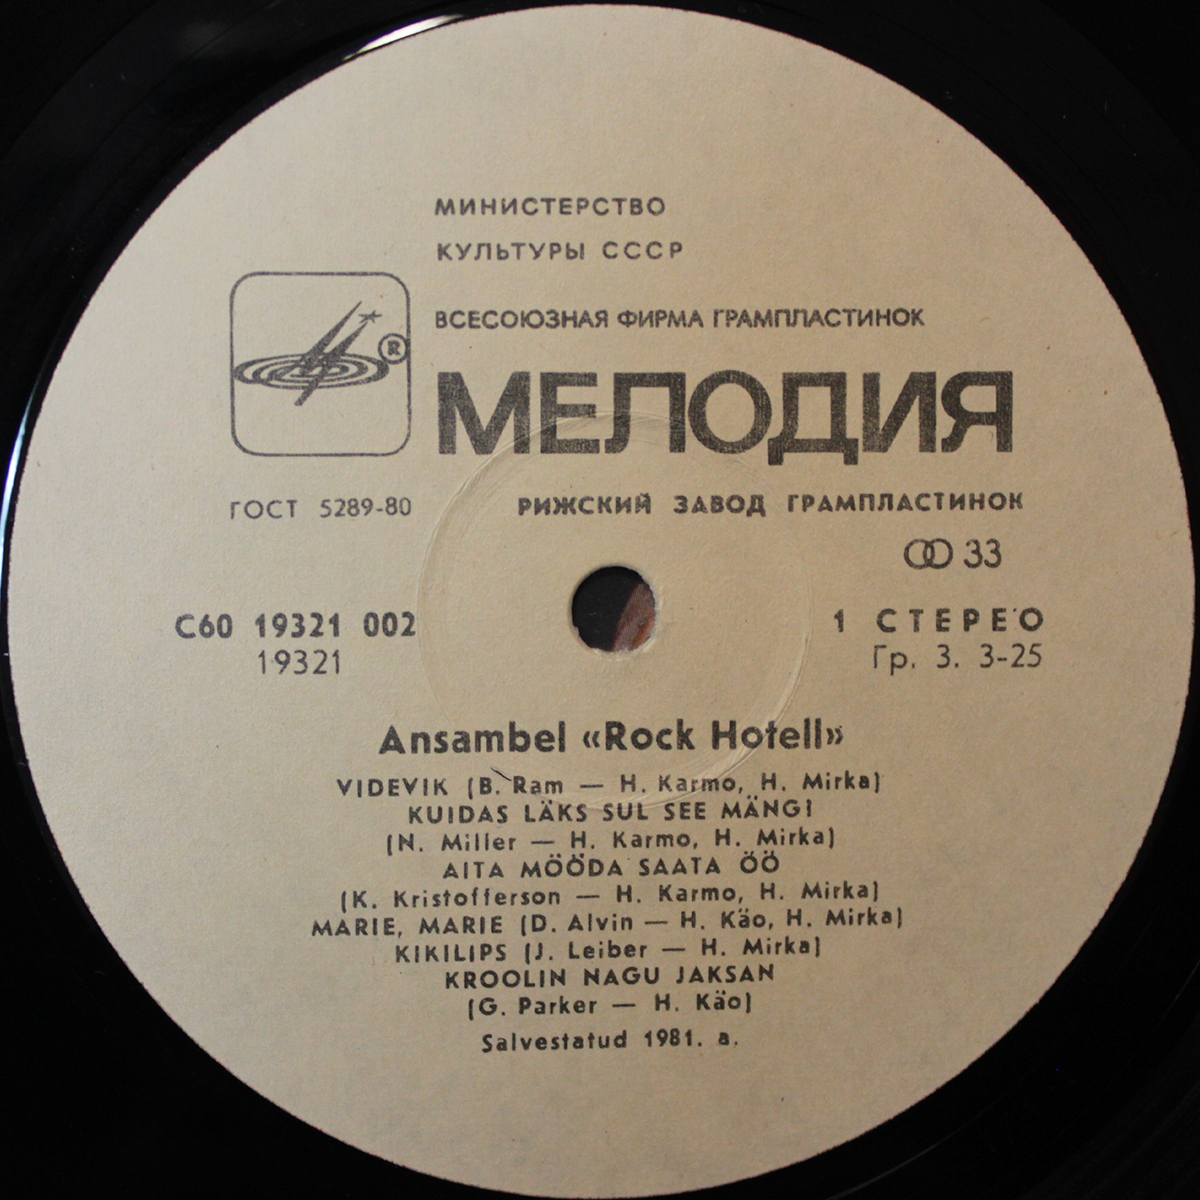 МИНИСТЕРСТВО
КУЛЬТУРЫ СССР
ВСЕСОЮЗНАЯ ФИРМА ГРАМПЛАСТИНОК
®
МЕЛОДИЯ
ГОСТ 5289-80
РИЖСКИЙ ЗАВОД ГРАМПЛАСТИНОК
33
С60 19321 002
1 СТЕРЕО
19321
Гр. 3. 3-25
Ansambel «Rock Hotell»
VIDEVIK (B. Ram — H. Karmo, H. Mirka)
KUIDAS LÄKS SUL SEE MÄNG?
(N. Miller — H. Karmo, H. Mirka)
AITA MÖÖDA SAATA ÖÖ
(K. Kristofferson — H. Karmo, H. Mirka)
MARIE, MARIE (D. Alvin — H. Käo, H. Mirka)
KIKILIPS (J. Leiber — H. Mirka)
KROOLIN NAGU JAKSAN
(G. Parker — H. Käo)
Salvestatud 1981. a.